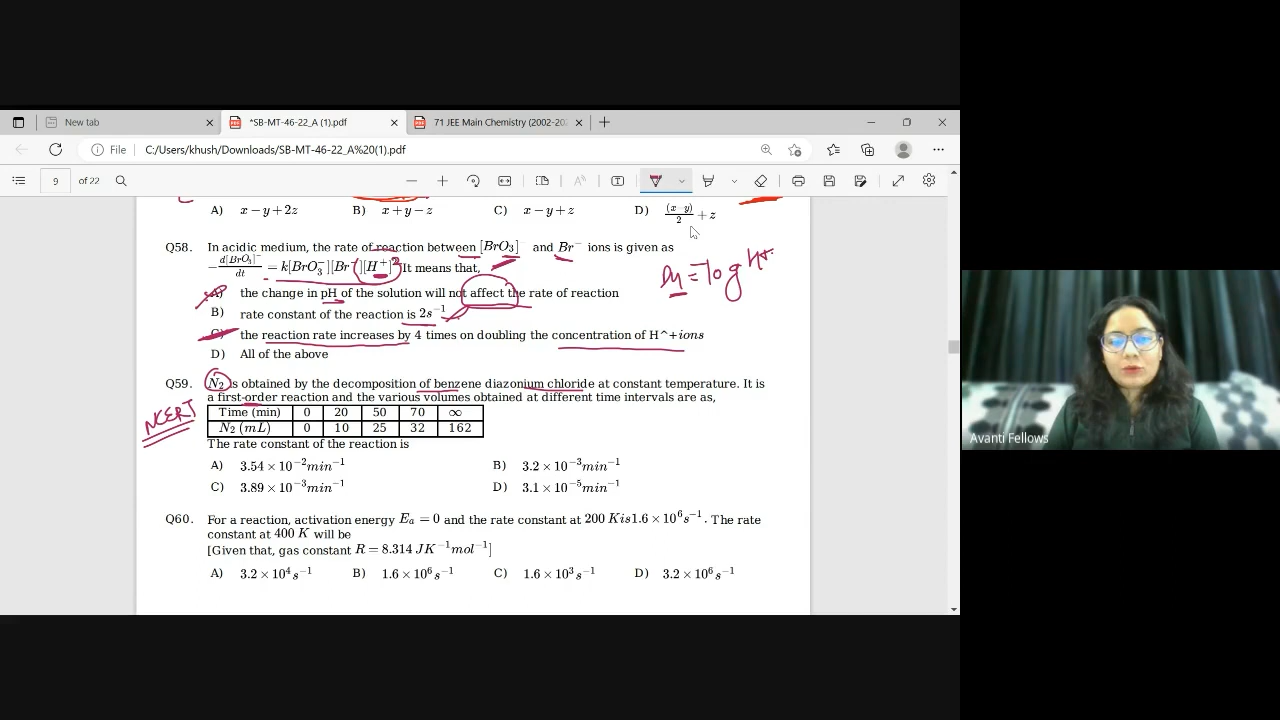 New tab
*SB-MT-46-22_A (1).pdf
71 JEE Main Chemistry (2002-202
File C:/Users/khush/Downloads/SB-MT-46-22_A%20(1).pdf
9 of 22
A) x − y + 2z B) x + y − z C) x − y + z D) (x−y)/2 + z
Q58. In acidic medium, the rate of reaction between [BrO₃]⁻ and Br⁻ ions is given as
−d[BrO₃]⁻/dt = k[BrO₃⁻][Br⁻][H⁺]² It means that,
A) the change in pH of the solution will not affect the rate of reaction
B) rate constant of the reaction is 2s⁻¹
C) the reaction rate increases by 4 times on doubling the concentration of H^+ions
D) All of the above
Q59. N₂ is obtained by the decomposition of benzene diazonium chloride at constant temperature. It is
a first-order reaction and the various volumes obtained at different time intervals are as,
NCERT
Time (min) 0 20 50 70 ∞
N₂ (mL) 0 10 25 32 162
The rate constant of the reaction is
A) 3.54 × 10⁻² min⁻¹ B) 3.2 × 10⁻³ min⁻¹
C) 3.89 × 10⁻³ min⁻¹ D) 3.1 × 10⁻⁵ min⁻¹
Q60. For a reaction, activation energy Eₐ = 0 and the rate constant at 200 Kis1.6 × 10⁶ s⁻¹. The rate
constant at 400 K will be
[Given that, gas constant R = 8.314 JK⁻¹mol⁻¹]
A) 3.2 × 10⁴ s⁻¹ B) 1.6 × 10⁶ s⁻¹ C) 1.6 × 10³ s⁻¹ D) 3.2 × 10⁶ s⁻¹
Avanti Fellows